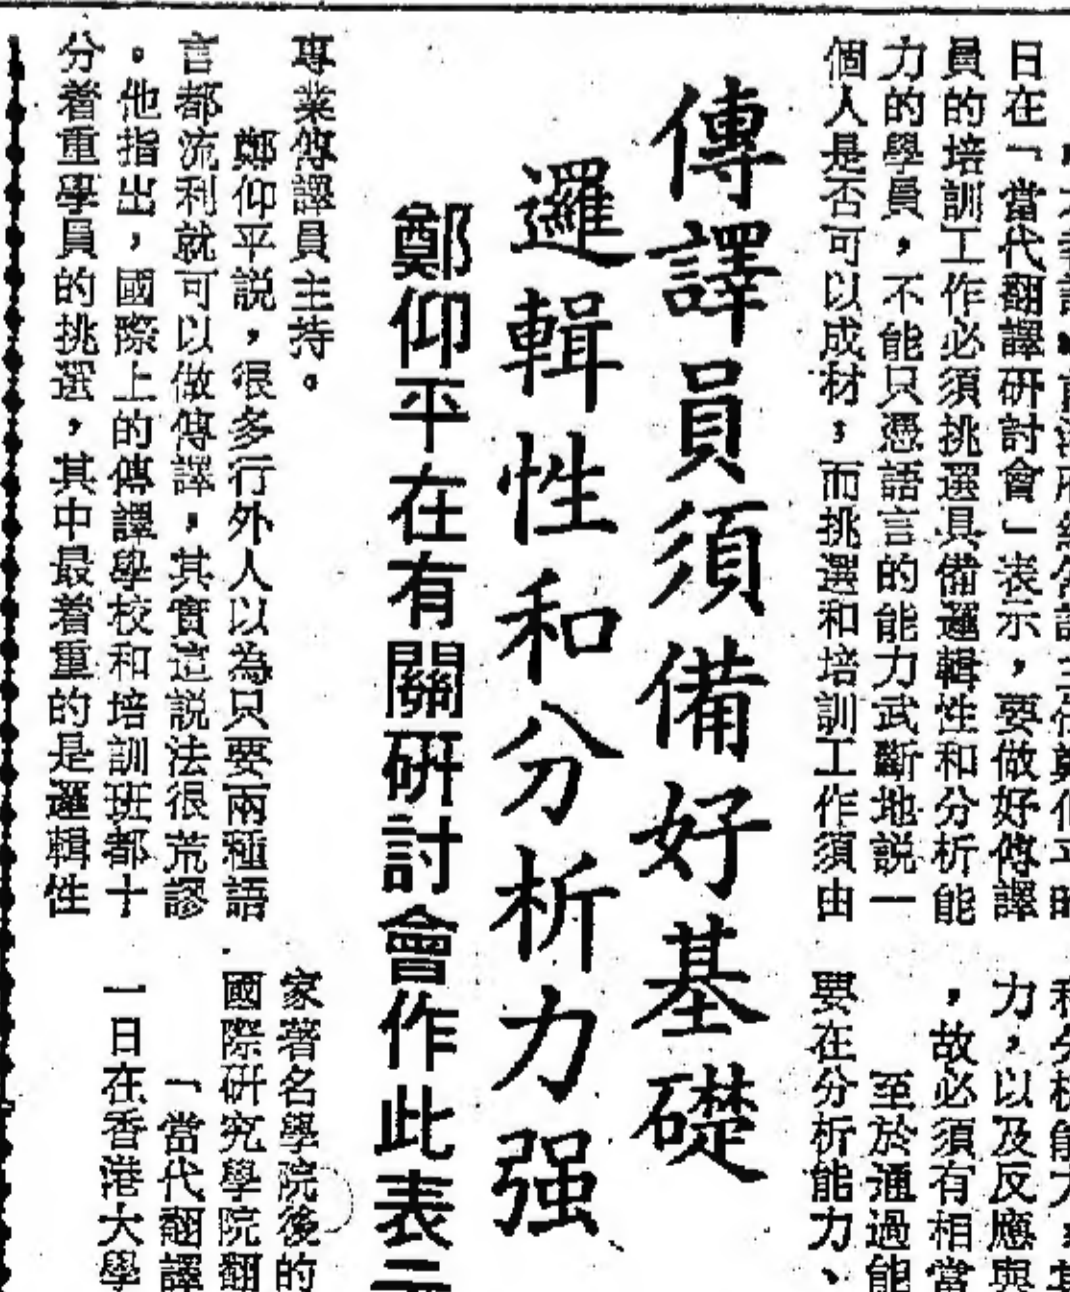 傳譯員須備好基礎
邏輯性和分析力强
鄭仰平在有關研討會作此表
日在「當代翻譯研討會」表示，要做好傳譯
員的培訓工作必須挑選具備邏輯性和分析能
力的學員，不能只憑語言的能力武斷地説一
個人是否可以成材，而挑選和培訓工作須由
專業傳譯員主持。
鄭仰平説，很多行外人以為只要兩種語
言都流利就可以做傳譯，其實這説法很荒謬
。他指出，國際上的傳譯學校和培訓班都十
分着重學員的挑選，其中最着重的是邏輯性
力，以及反應與
，故必須有相當
至於通過能
要在分析能力、
家著名學院後的
國際研究學院翻
「當代翻譯
一日在香港大學